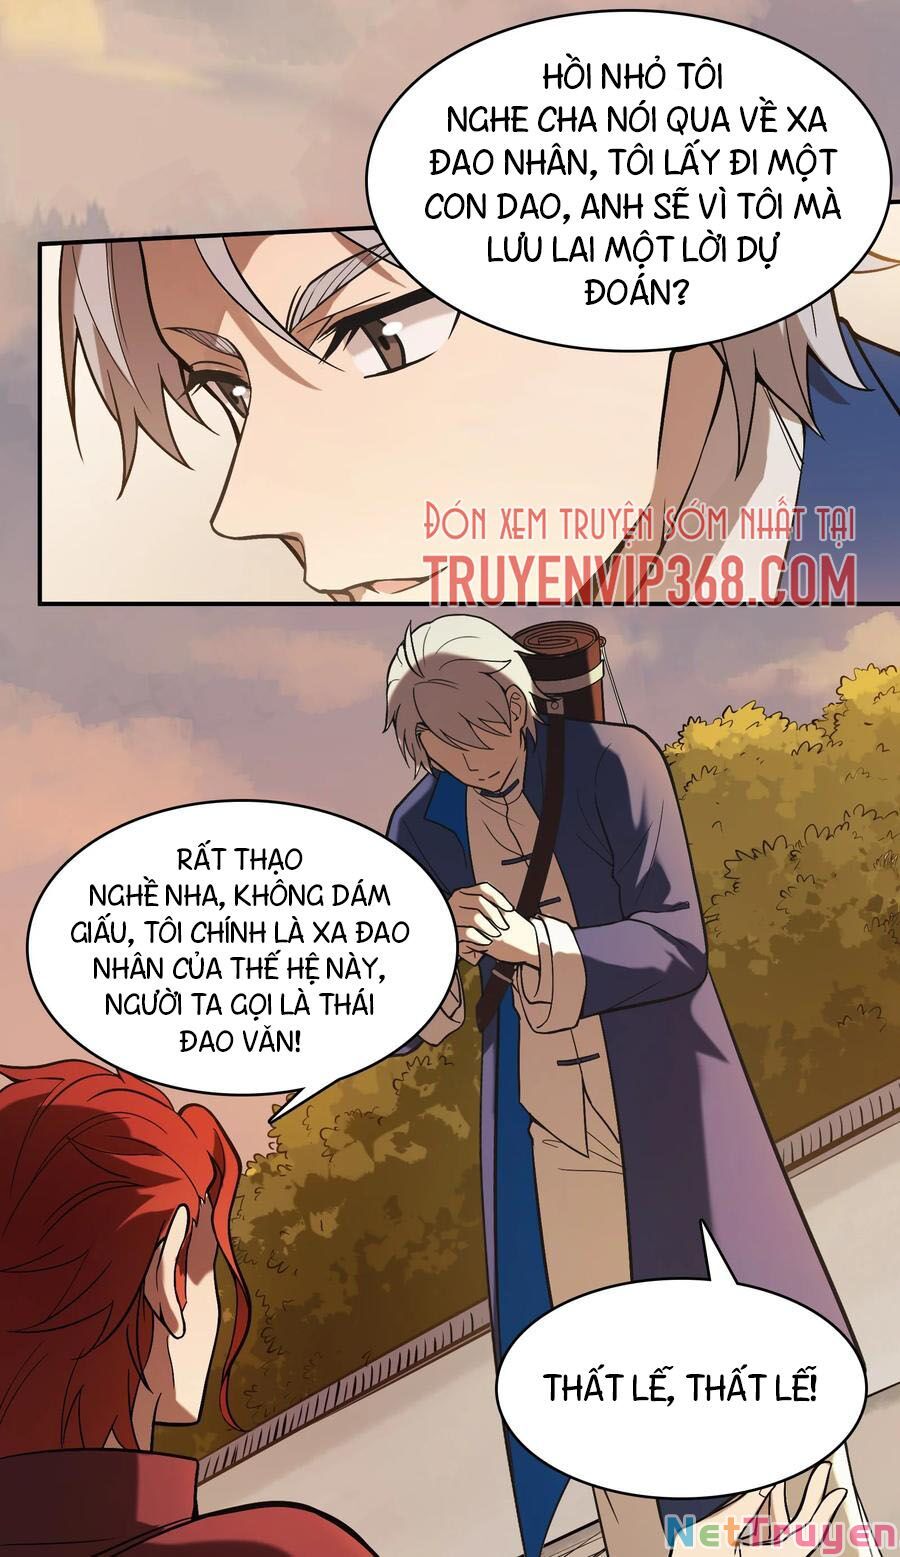 HỒI NHỎ TÔI
NGHE CHA NÓI QUA VỀ XA
ĐAO NHÂN, TÔI LẤY ĐI MỘT
CON DAO, ANH SẼ VÌ TÔI MÀ
LƯU LAI MỘT LỜI DỰ
ĐOÁN?
ĐÓN XEM TRUYỆN SỚM NHẤT TẠI
TRUYENVIP368.COM
RẤT THẠO
NGHỀ NHA, KHÔNG DÁM
GIẤU, TÔI CHÍNH LÀ XA ĐAO
NHÂN CỦA THẾ HỆ NÀY,
NGƯỜI TA GỌI LÀ THÁI
ĐAO VĂN!
THẤT LỄ, THẤT LỄ!
NetTruyen